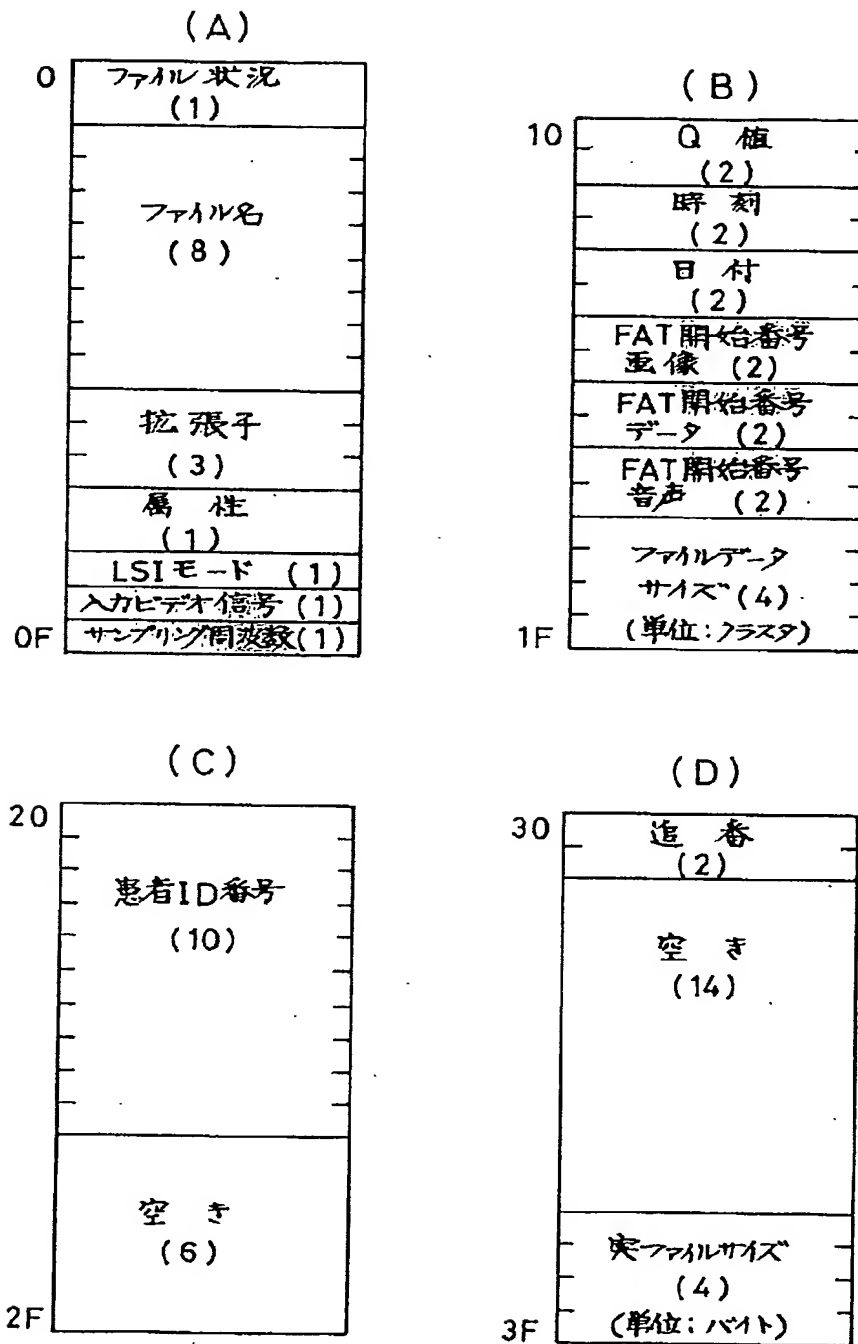 (A)
0
ファイル状況
(1)
ファイル名
(8)
拡張子
(3)
属性
(1)
LSIモード (1)
入力ビデオ信号(1)
サンプリング周波数(1)
0F
(B)
10
Q 値
(2)
時刻
(2)
日付
(2)
FAT開始番号
画像 (2)
FAT開始番号
データ (2)
FAT開始番号
音声 (2)
ファイルデータ
サイズ(4)
(単位:クラスタ)
1F
(C)
20
患者ID番号
(10)
空き
(6)
2F
(D)
30
追番
(2)
空き
(14)
実ファイルサイズ
(4)
(単位:バイト)
3F